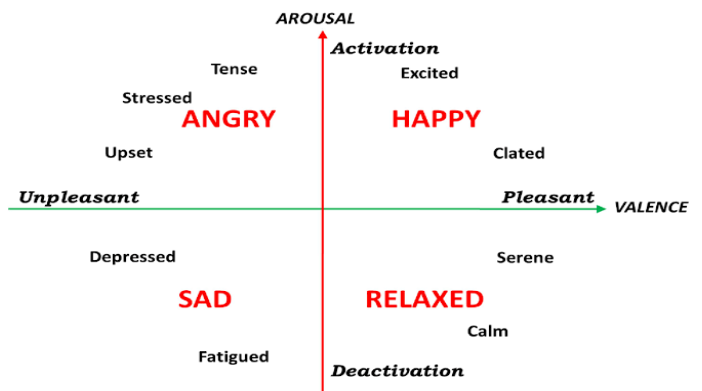 AROUSAL
Activation
Tense
Excited
Stressed
ANGRY
HAPPY
Upset
Clated
Unpleasant
Pleasant
VALENCE
Depressed
Serene
SAD
RELAXED
Calm
Fatigued
Deactivation